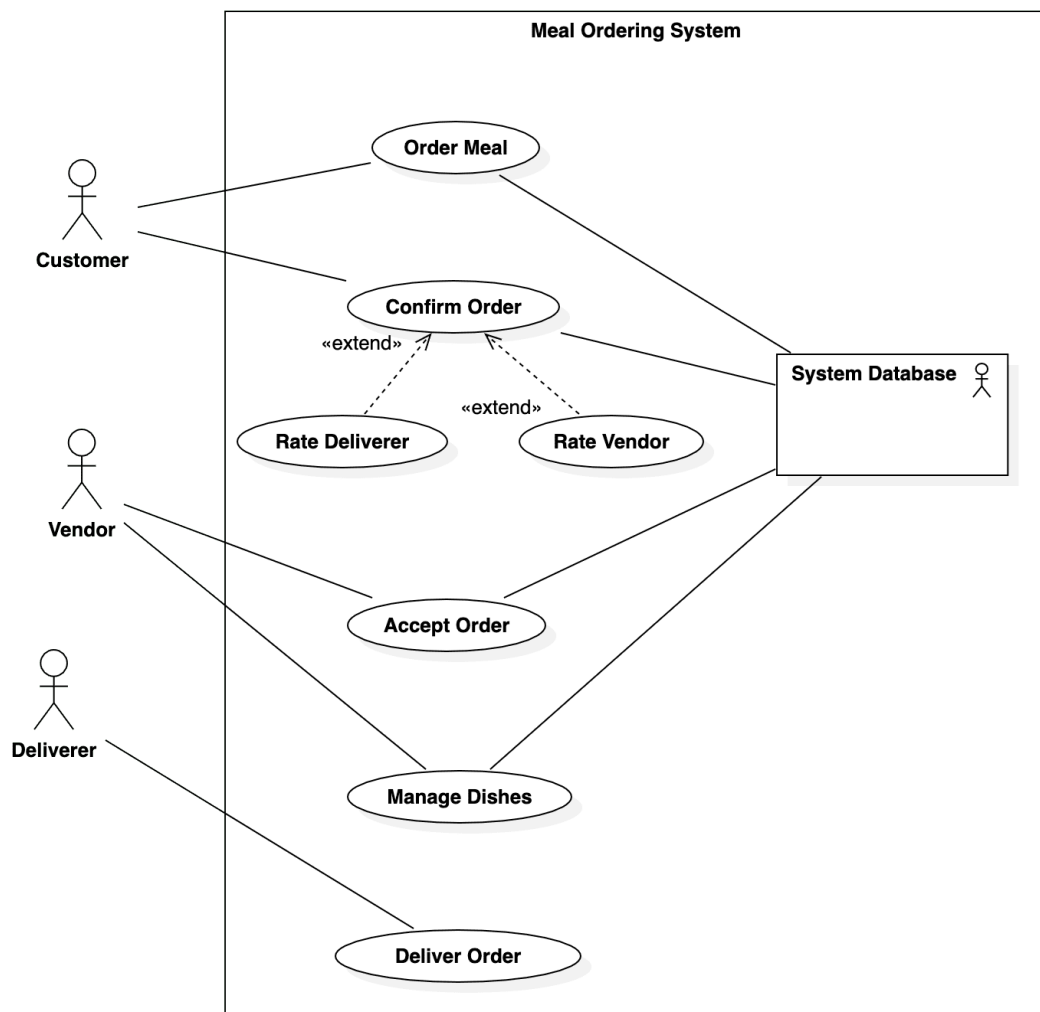 Meal Ordering System
Order Meal
Customer
Confirm Order
«extend»
System Database
«extend»
Rate Deliverer
Rate Vendor
Vendor
Accept Order
Deliverer
Manage Dishes
Deliver Order